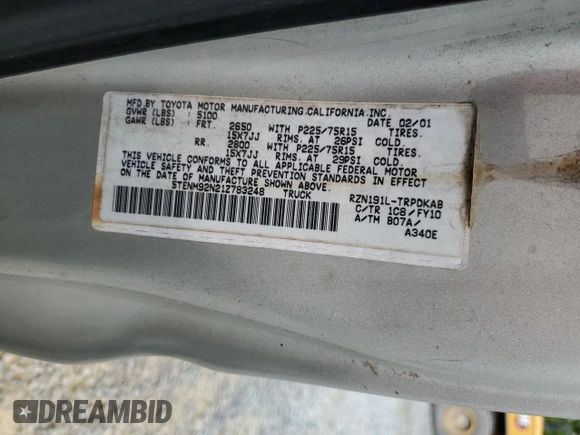 MFD BY TOYOTA MOTOR MANUFACTURING.CALIFORNIA.INC.
GVWR (LBS) : 5100 DATE 02/01
GAWR (LBS) : FRT. 2650 WITH P225/75R15 TIRES.
15X7JJ RIMS. AT 26PSI COLD.
RR. 2800 WITH P225/75R15 TIRES.
15X7JJ RIMS. AT 29PSI COLD.
THIS VEHICLE CONFORMS TO ALL APPLICABLE FEDERAL MOTOR
VEHICLE SAFETY AND THEFT PREVENTION STANDARDS IN EFFECT
ON THE DATE OF MANUFACTURE SHOWN ABOVE.
5TENM92N21Z783248 TRUCK
RZN191L-TRPDKAB
C/TR 1C8/FY10
A/TM B07A/
A340E
DREAMBID